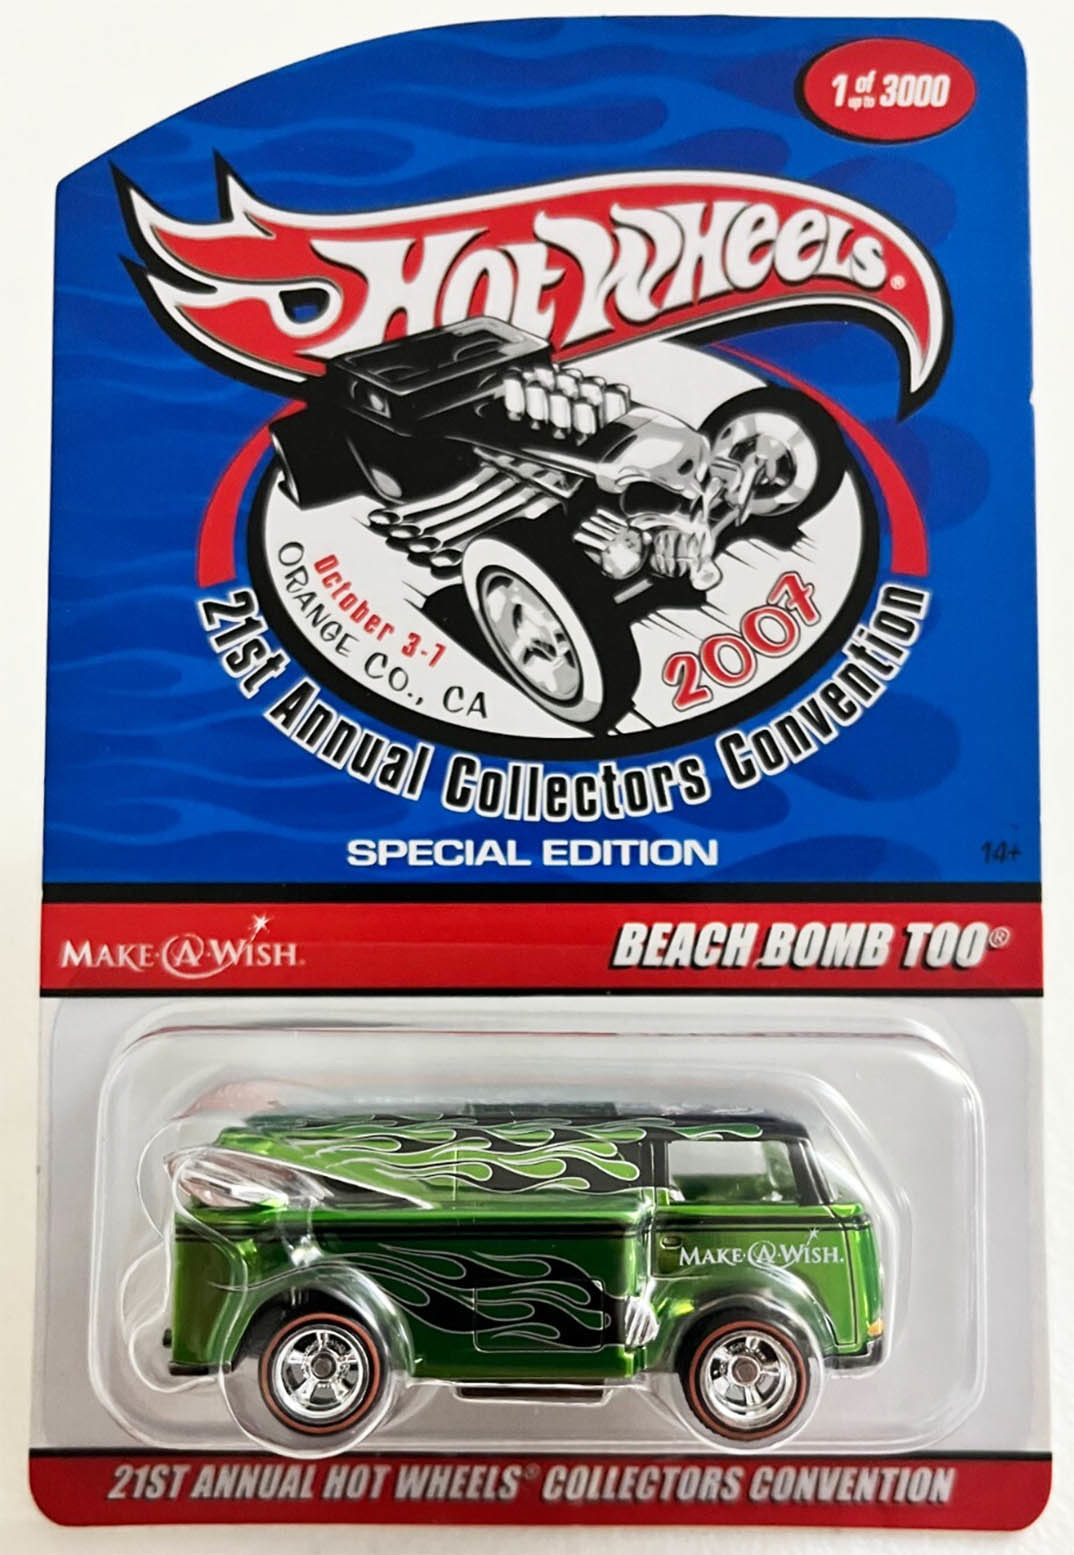 1 of up to 3000
HOT WHEELS®
October 3-7
ORANGE CO., CA
2007
21st Annual Collectors Convention
SPECIAL EDITION
14+
MAKE-A-WISH.
BEACH BOMB TOO®
MAKE-A-WISH.
21ST ANNUAL HOT WHEELS® COLLECTORS CONVENTION